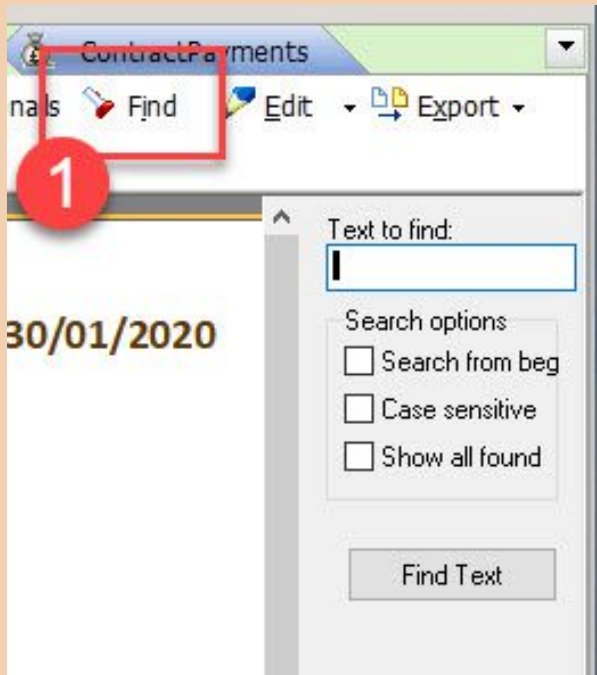 ContractPayments
nals Find Edit Export
1
Text to find:
30/01/2020
Search options
Search from beg
Case sensitive
Show all found
Find Text